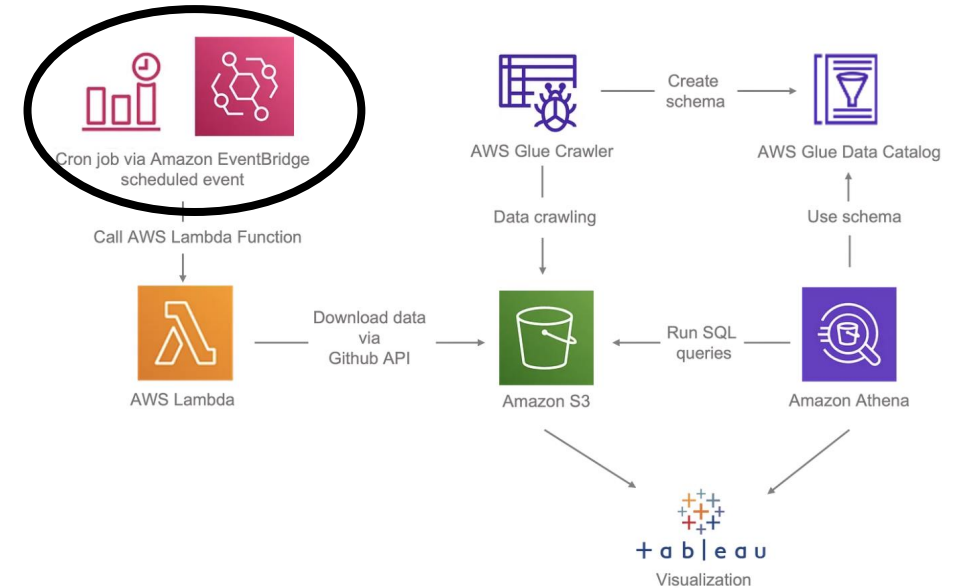 Create
schema
Cron job via Amazon EventBridge
scheduled event
AWS Glue Crawler
AWS Glue Data Catalog
Call AWS Lambda Function
Data crawling
Use schema
Download data
via
Github API
Run SQL
queries
AWS Lambda
Amazon S3
Amazon Athena
+ableau
Visualization